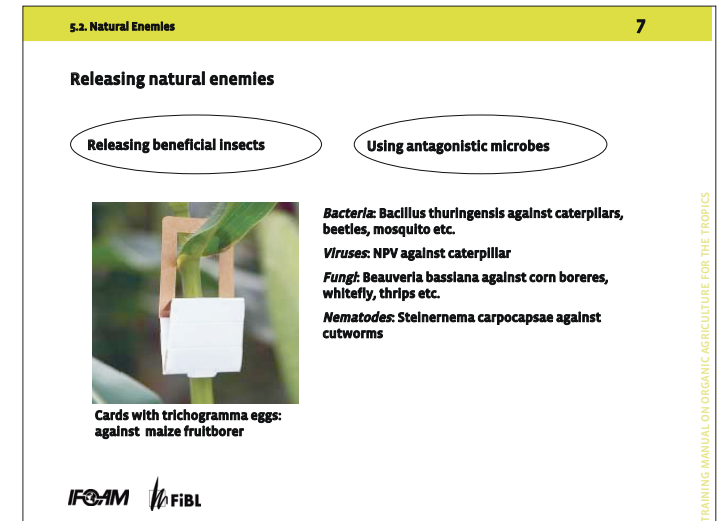 5.2. Natural Enemies
7
Releasing natural enemies
Releasing beneficial insects
Using antagonistic microbes
Bacteria: Bacillus thuringensis against caterpilars,
beetles, mosquito etc.
Viruses: NPV against caterpillar
Fungi: Beauveria bassiana against corn boreres,
whitefly, thrips etc.
Nematodes: Steinernema carpocapsae against
cutworms
Cards with trichogramma eggs:
against maize fruitborer
IFOAM
FiBL
TRAINING MANUAL ON ORGANIC AGRICULTURE FOR THE TROPICS